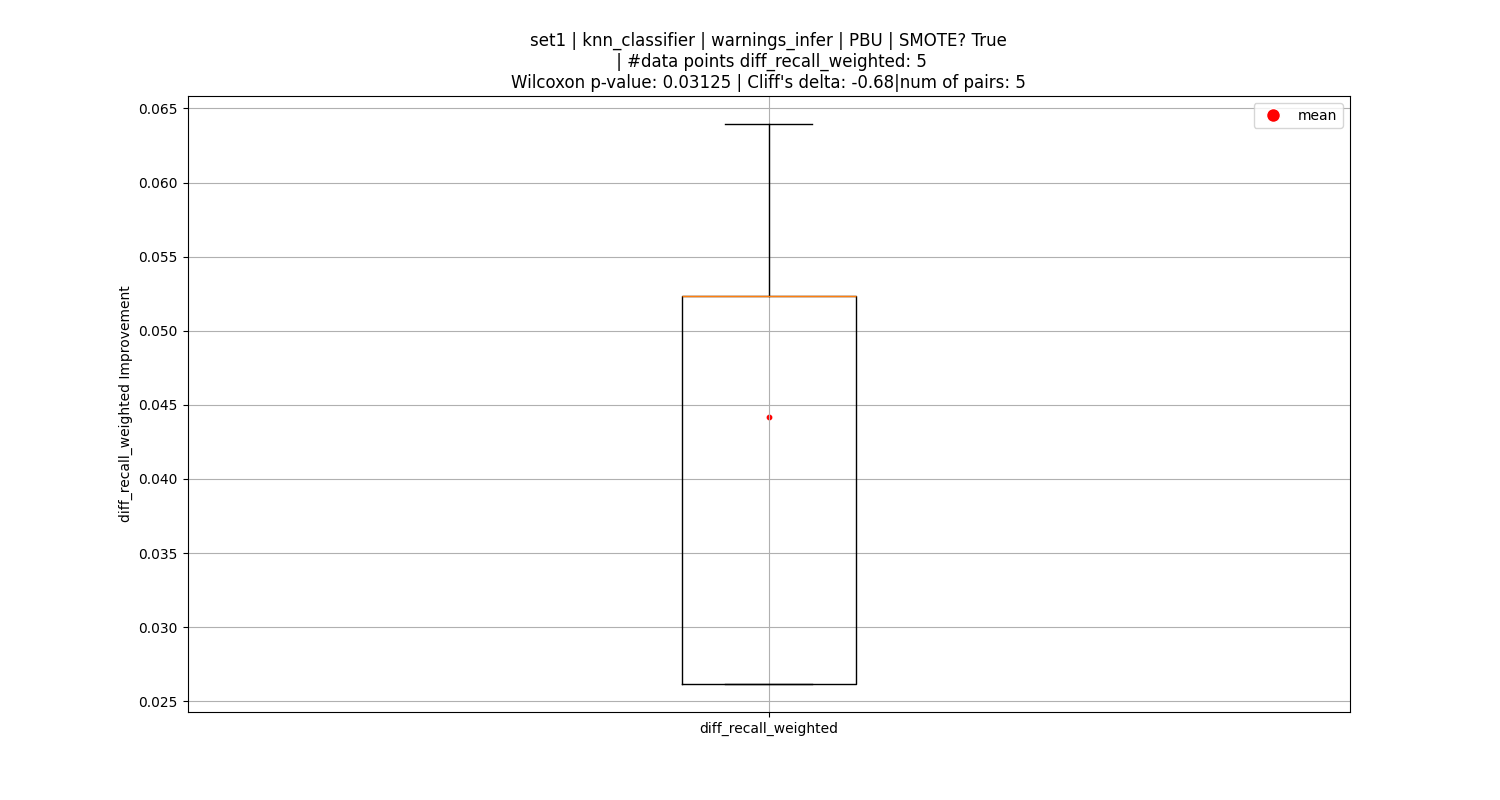 set1 | knn_classifier | warnings_infer | PBU | SMOTE? True
| #data points diff_recall_weighted: 5
Wilcoxon p-value: 0.03125 | Cliff's delta: -0.68|num of pairs: 5
mean
0.065
0.060
0.055
0.050
0.045
0.040
0.035
0.030
0.025
diff_recall_weighted Improvement
diff_recall_weighted